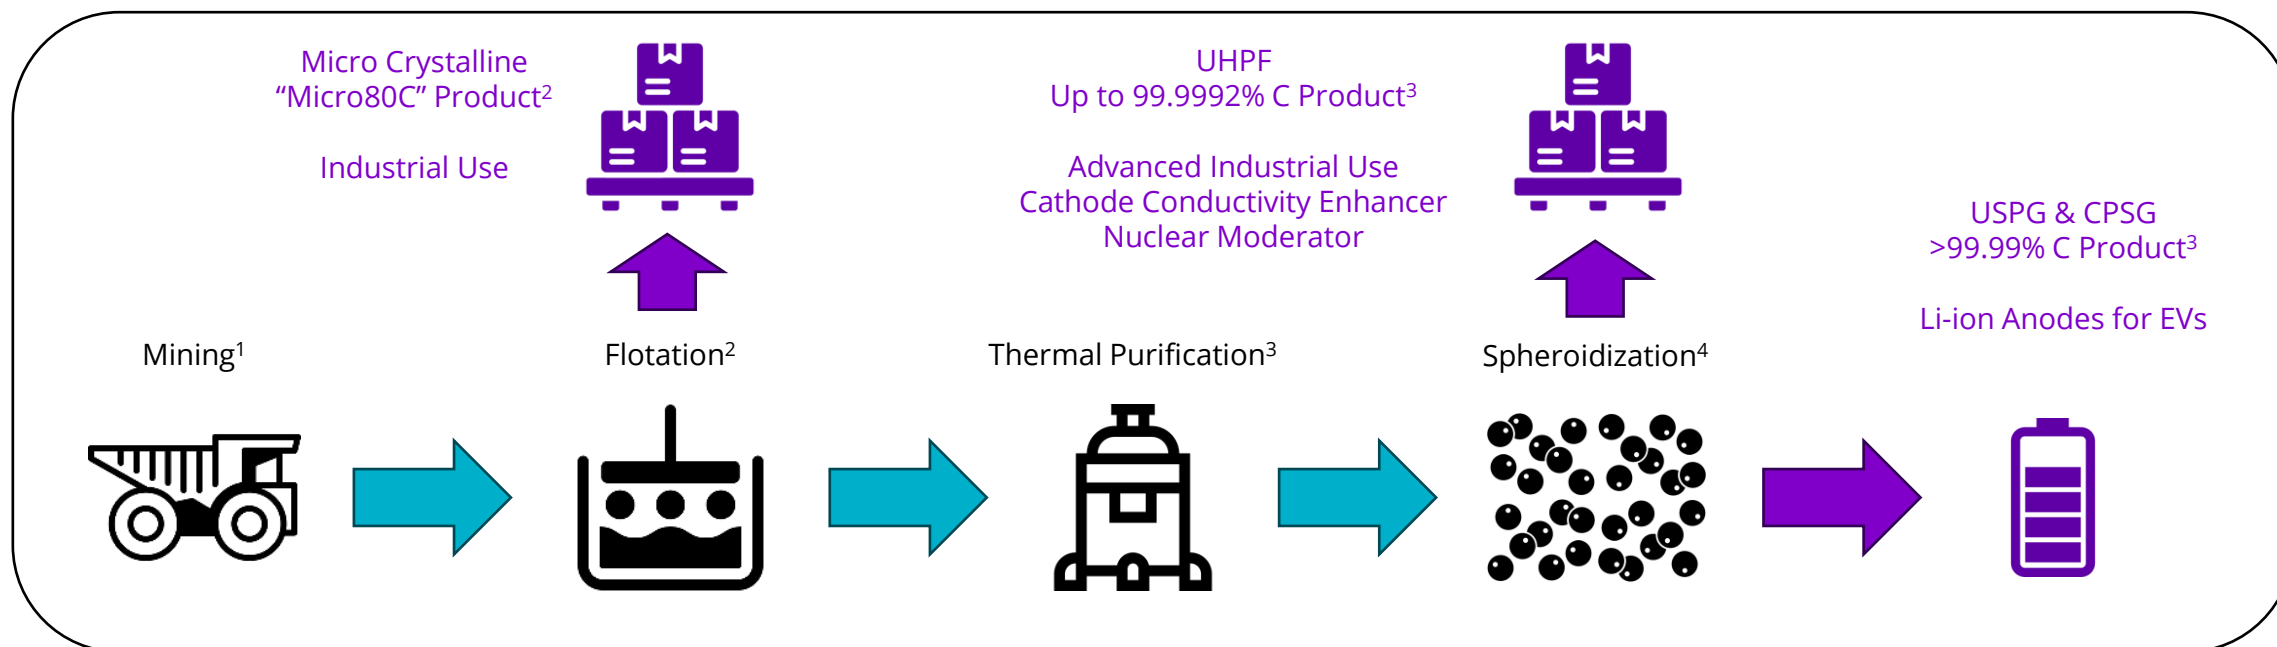 Micro Crystalline
“Micro80C” Product²
Industrial Use
UHPF
Up to 99.9992% C Product³
Advanced Industrial Use
Cathode Conductivity Enhancer
Nuclear Moderator
USPG & CPSG
>99.99% C Product³
Li-ion Anodes for EVs
Mining¹
Flotation²
Thermal Purification³
Spheroidization⁴